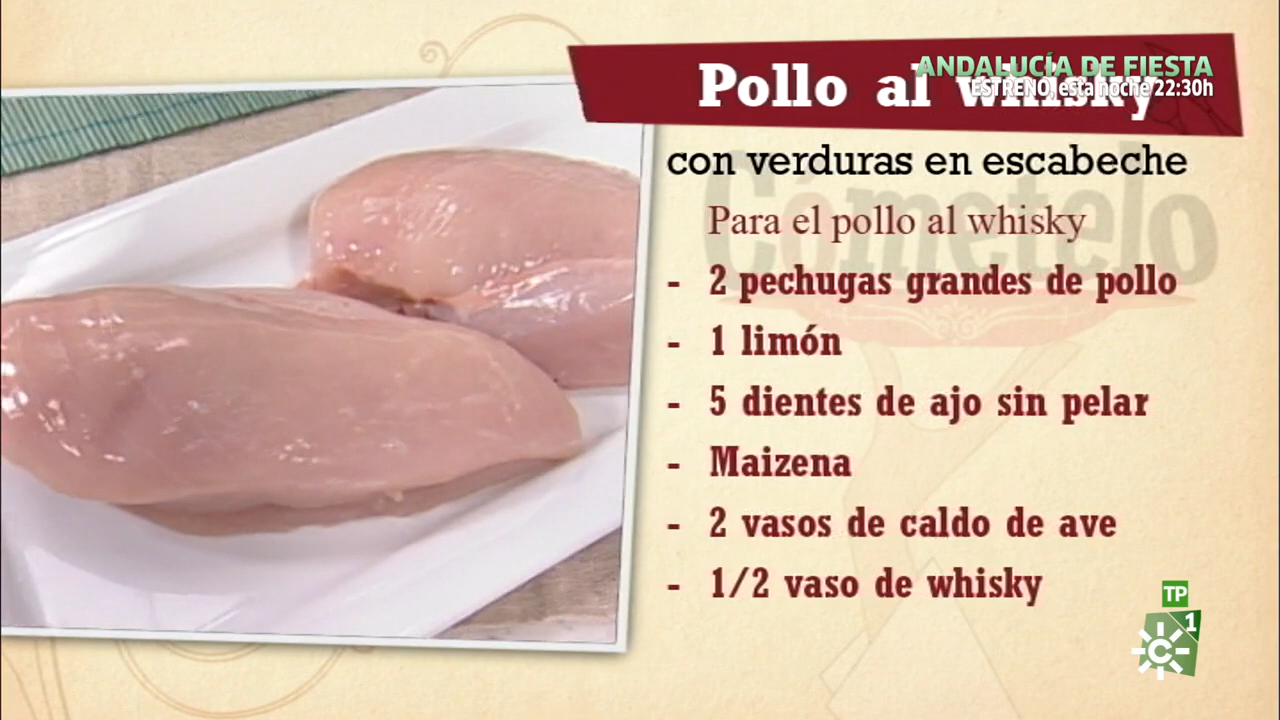 ANDALUCÍA DE FIESTA
ESTRENO, esta noche 22:30h
Pollo al whisky
con verduras en escabeche
Cómetelo
Para el pollo al whisky
- 2 pechugas grandes de pollo
- 1 limón
- 5 dientes de ajo sin pelar
- Maizena
- 2 vasos de caldo de ave
- 1/2 vaso de whisky
TP
1
C